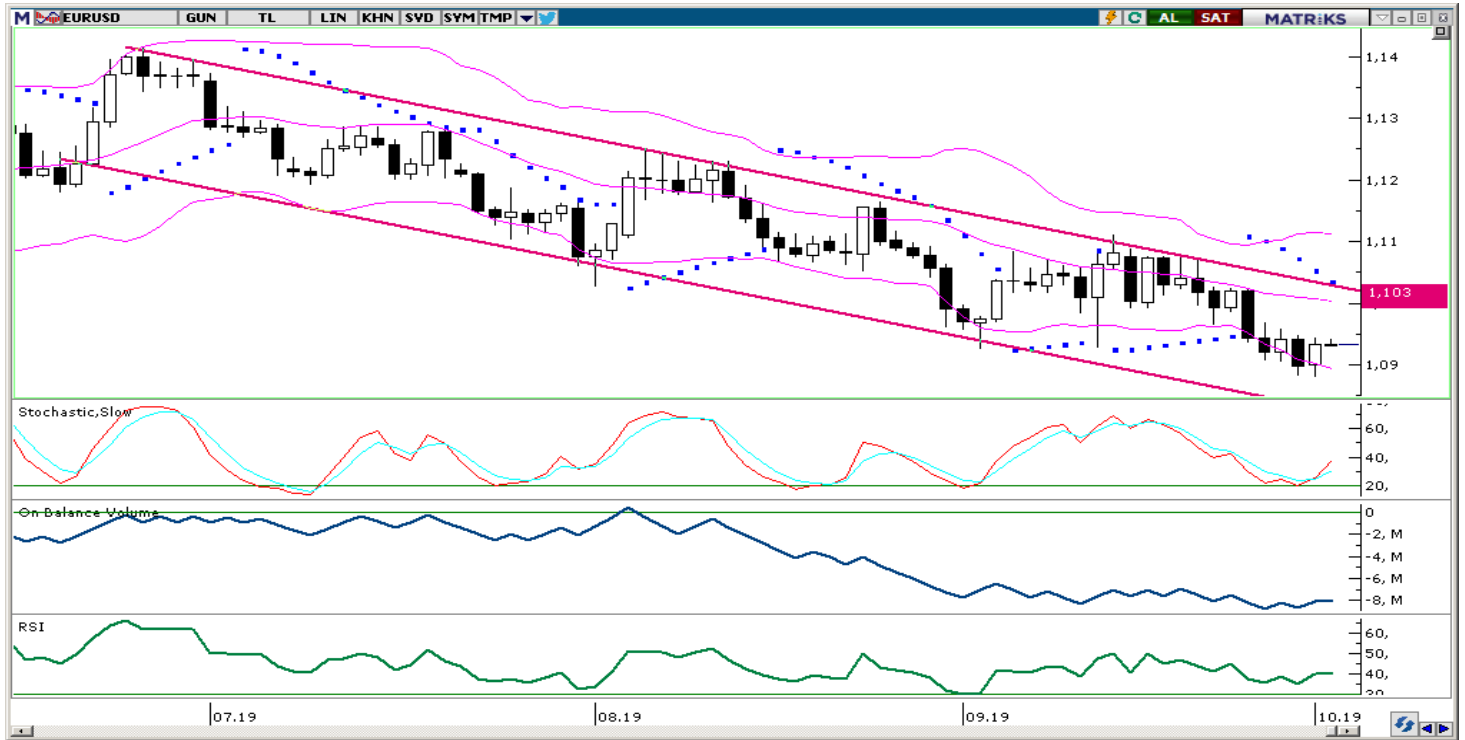 M EURUSD GUN TL LIN KHN SYD SYM TMP AL SAT MATRiKS
1,14
1,13
1,12
1,11
1,103
1,09
Stochastic,Slow
60,
40,
20,
On Balance Volume
0
-2, M
-4, M
-6, M
-8, M
RSI
60,
50,
40,
07.19 08.19 09.19 10.19